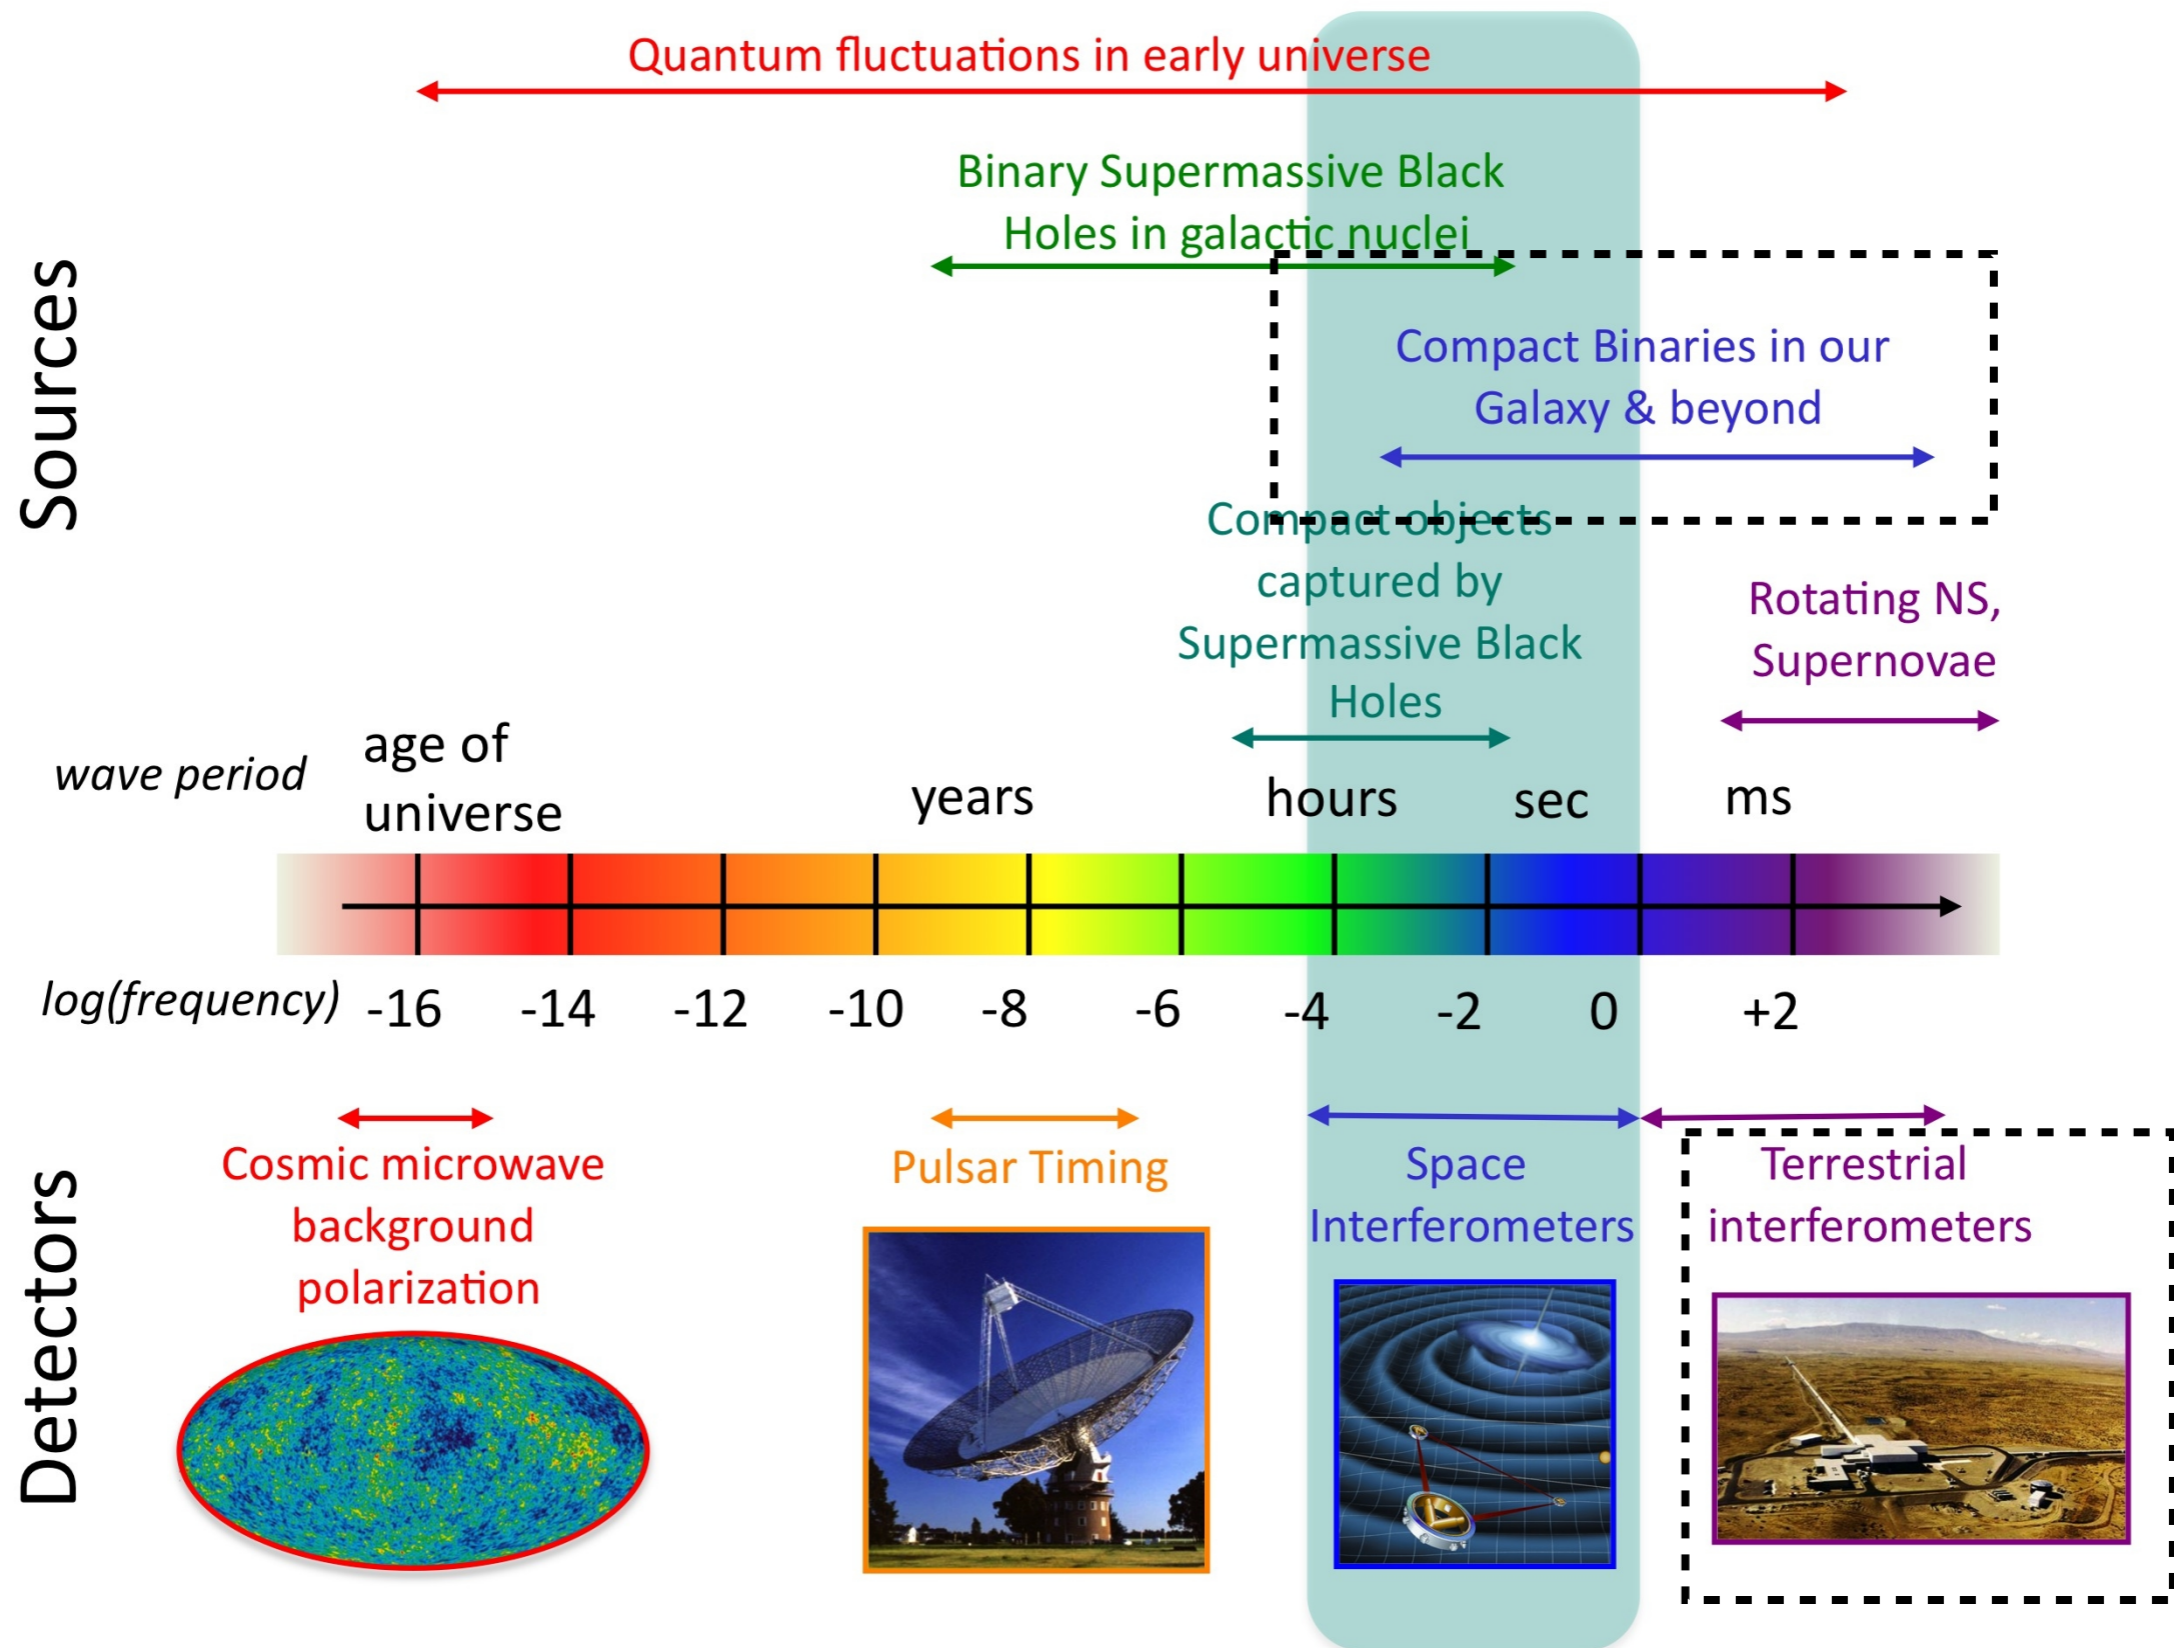 Quantum fluctuations in early universe
Binary Supermassive Black
Holes in galactic nuclei
Sources
Compact Binaries in our
Galaxy & beyond
Compact objects
captured by
Supermassive Black
Holes
Rotating NS,
Supernovae
wave period
age of
universe
years
hours
sec
ms
log(frequency)
-16
-14
-12
-10
-8
-6
-4
-2
0
+2
Detectors
Cosmic microwave
background
polarization
Pulsar Timing
Space
Interferometers
Terrestrial
interferometers